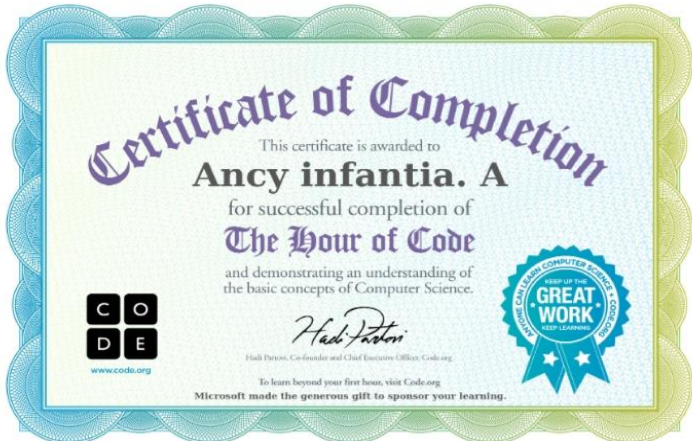 Certificate of Completion
This certificate is awarded to
Ancy infantia. A
for successful completion of
The Hour of Code
and demonstrating an understanding of
the basic concepts of Computer Science.
C O
D E
www.code.org
Hadi Partovi
Hadi Partovi, Co-founder and Chief Executive Officer, Code.org
ANYONE CAN LEARN COMPUTER SCIENCE • CODE.ORG
KEEP UP THE
GREAT
WORK
KEEP LEARNING
To learn beyond your first hour, visit Code.org
Microsoft made the generous gift to sponsor your learning.